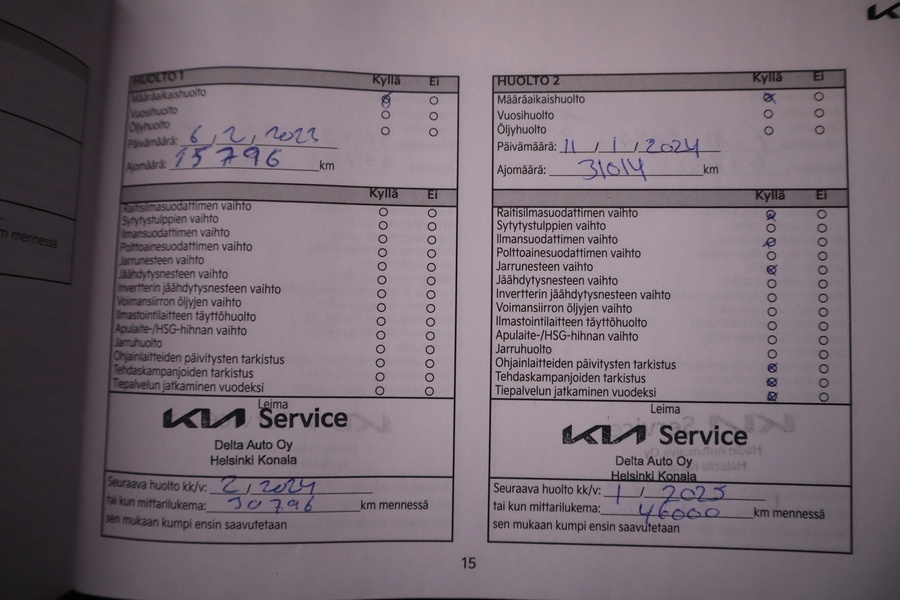 KIA
m mennessä
HUOLTO 1 Kyllä Ei
Määräaikaishuolto
Vuosihuolto
Öljyhuolto
Päivämäärä: 6 / 2 / 2023
Ajomäärä: 15 796 km
Kyllä Ei
Raitisilmasuodattimen vaihto
Sytytystulppien vaihto
Ilmansuodattimen vaihto
Polttoainesuodattimen vaihto
Jarrunesteen vaihto
Jäähdytysnesteen vaihto
Invertterin jäähdytysnesteen vaihto
Voimansiirron öljyjen vaihto
Ilmastointilaitteen täyttöhuolto
Apulaite-/HSG-hihnan vaihto
Jarruhuolto
Ohjainlaitteiden päivitysten tarkistus
Tehdaskampanjoiden tarkistus
Tiepalvelun jatkaminen vuodeksi
Leima
KIA Service
Delta Auto Oy
Helsinki Konala
Seuraava huolto kk/v: 2 / 2024
tai kun mittarilukema: 30796 km mennessä
sen mukaan kumpi ensin saavutetaan
HUOLTO 2 Kyllä Ei
Määräaikaishuolto
Vuosihuolto
Öljyhuolto
Päivämäärä: 11 / 1 / 2024
Ajomäärä: 31014 km
Kyllä Ei
Raitisilmasuodattimen vaihto
Sytytystulppien vaihto
Ilmansuodattimen vaihto
Polttoainesuodattimen vaihto
Jarrunesteen vaihto
Jäähdytysnesteen vaihto
Invertterin jäähdytysnesteen vaihto
Voimansiirron öljyjen vaihto
Ilmastointilaitteen täyttöhuolto
Apulaite-/HSG-hihnan vaihto
Jarruhuolto
Ohjainlaitteiden päivitysten tarkistus
Tehdaskampanjoiden tarkistus
Tiepalvelun jatkaminen vuodeksi
Leima
KIA Service
Delta Auto Oy
Helsinki Konala
Seuraava huolto kk/v: 1 / 2025
tai kun mittarilukema: 46000 km mennessä
sen mukaan kumpi ensin saavutetaan
15